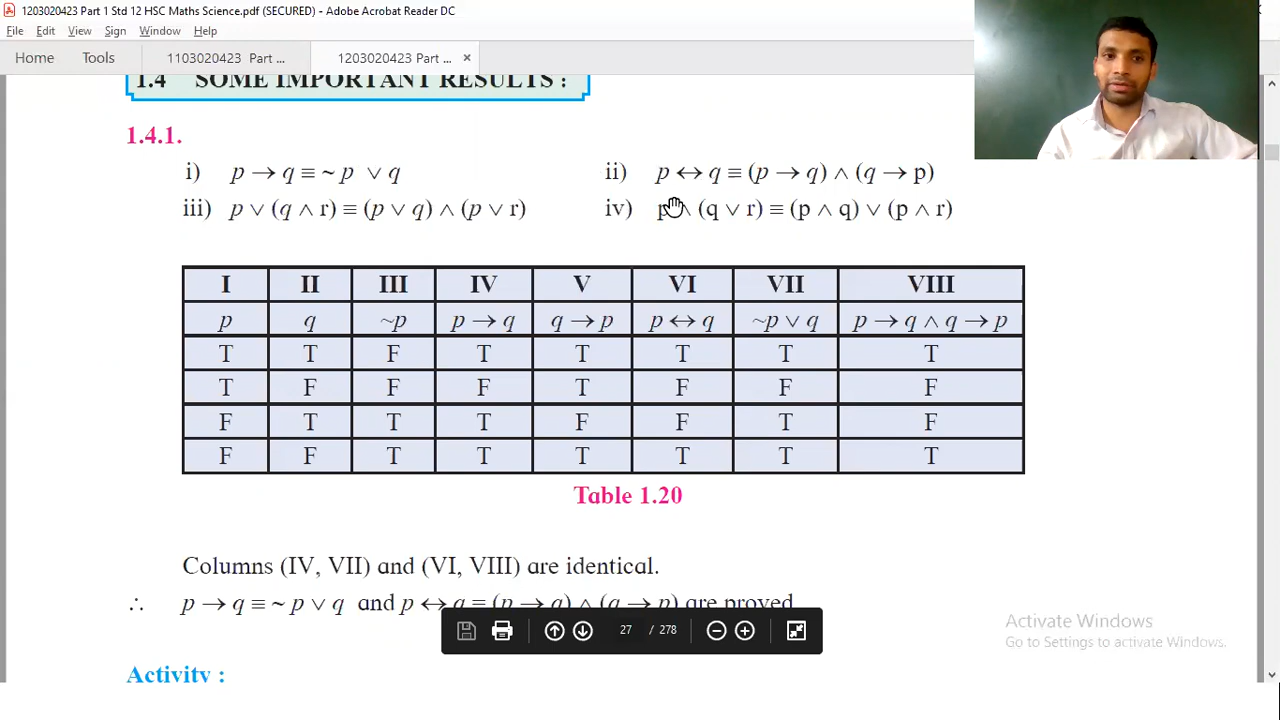 1203020423 Part 1 Std 12 HSC Maths Science.pdf (SECURED) - Adobe Acrobat Reader DC
File Edit View Sign Window Help
Home Tools 1103020423 Part ... 1203020423 Part ... ×
1.4 SOME IMPORTANT RESULTS :
1.4.1.
i) p → q ≡ ~ p ∨ q ii) p ↔ q ≡ (p → q) ∧ (q → p)
iii) p ∨ (q ∧ r) ≡ (p ∨ q) ∧ (p ∨ r) iv) p ∧ (q ∨ r) ≡ (p ∧ q) ∨ (p ∧ r)
I II III IV V VI VII VIII
p q ~p p → q q → p p ↔ q ~p ∨ q p → q ∧ q → p
T T F T T T T T
T F F F T F F F
F T T T F F T F
F F T T T T T T
Table 1.20
Columns (IV, VII) and (VI, VIII) are identical.
∴ p → q ≡ ~ p ∨ q and p ↔ q ≡ (p → q) ∧ (q → p) are proved
27 / 278
Activate Windows
Go to Settings to activate Windows.
Activity :